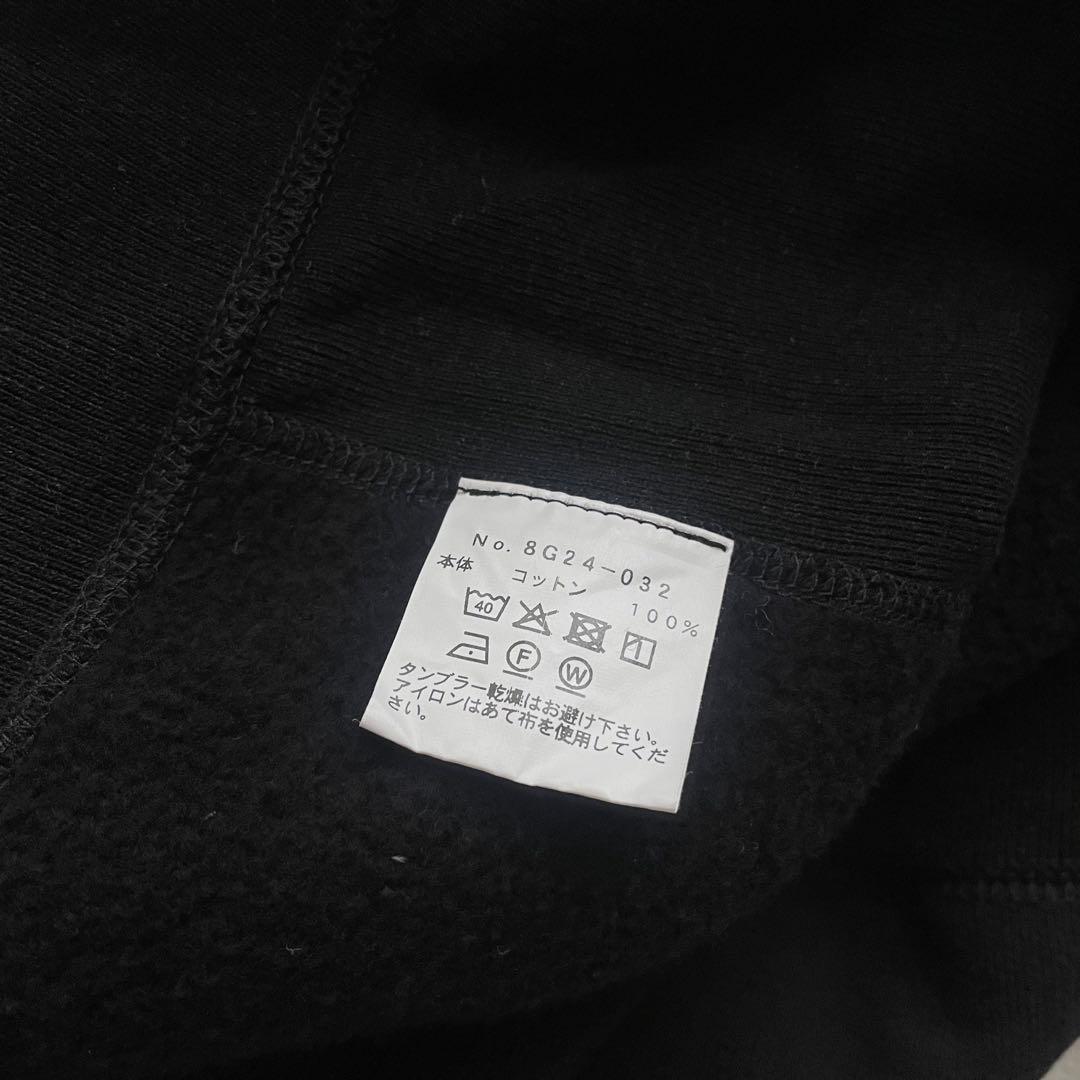 No. 8G24-032
本体 コットン 100%
40
F W
タンブラー乾燥はお避け下さい。
アイロンはあて布を使用してくだ
さい。